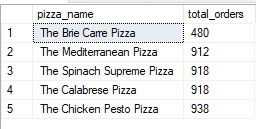 pizza_name total_orders
1 The Brie Carre Pizza 480
2 The Mediterranean Pizza 912
3 The Spinach Supreme Pizza 918
4 The Calabrese Pizza 918
5 The Chicken Pesto Pizza 938